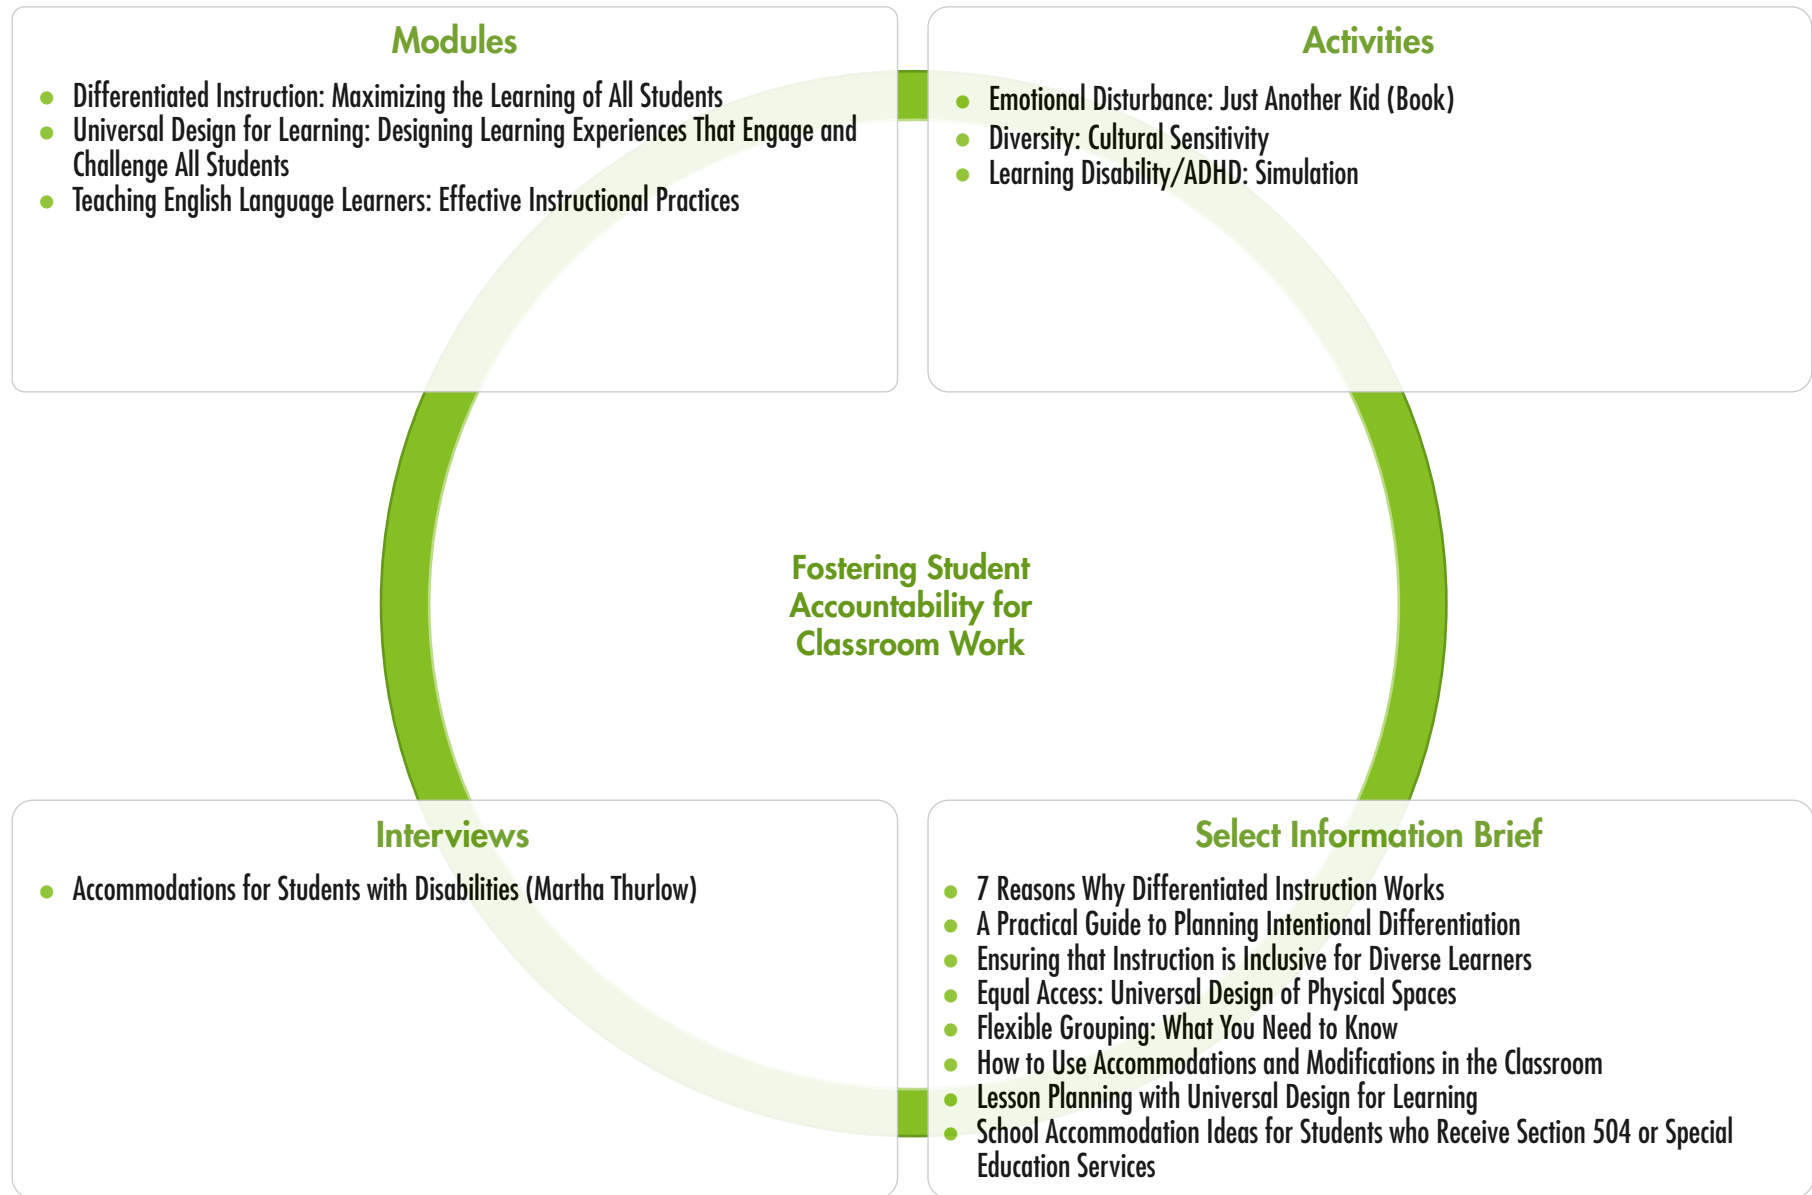 Modules
● Differentiated Instruction: Maximizing the Learning of All Students
● Universal Design for Learning: Designing Learning Experiences That Engage and
Challenge All Students
● Teaching English Language Learners: Effective Instructional Practices
Activities
● Emotional Disturbance: Just Another Kid (Book)
● Diversity: Cultural Sensitivity
● Learning Disability/ADHD: Simulation
Fostering Student
Accountability for
Classroom Work
Interviews
● Accommodations for Students with Disabilities (Martha Thurlow)
Select Information Brief
● 7 Reasons Why Differentiated Instruction Works
● A Practical Guide to Planning Intentional Differentiation
● Ensuring that Instruction is Inclusive for Diverse Learners
● Equal Access: Universal Design of Physical Spaces
● Flexible Grouping: What You Need to Know
● How to Use Accommodations and Modifications in the Classroom
● Lesson Planning with Universal Design for Learning
● School Accommodation Ideas for Students who Receive Section 504 or Special
Education Services